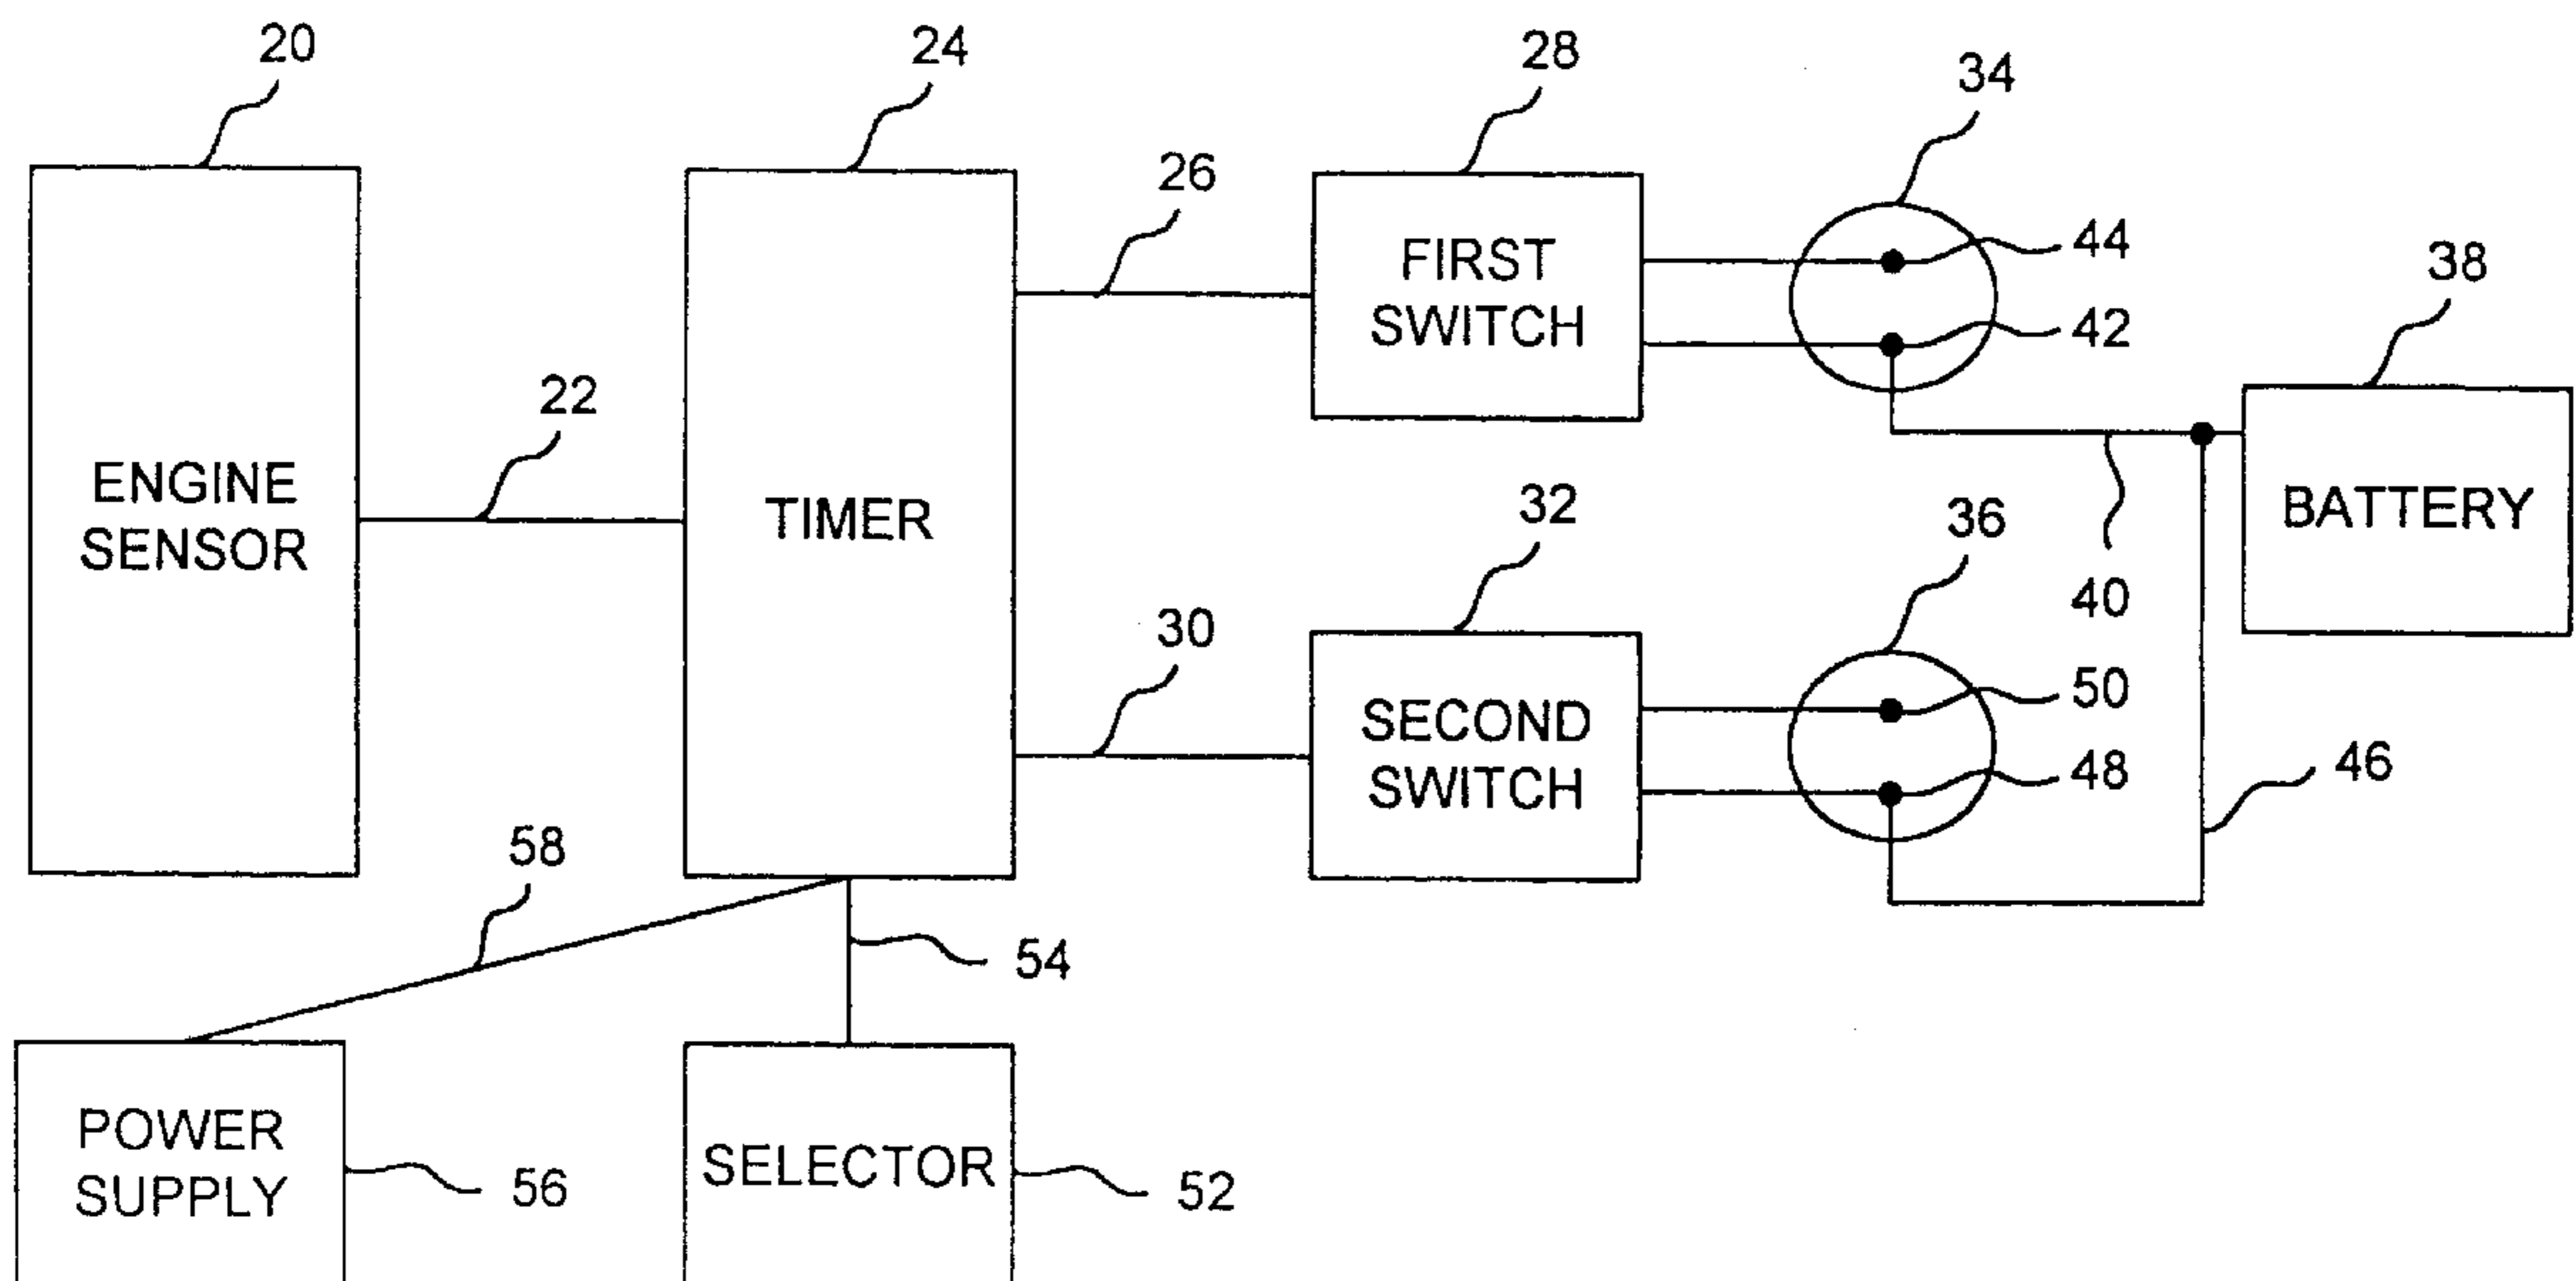 20
24
28
34
26
44
FIRST
SWITCH
42
38
22
ENGINE
SENSOR
TIMER
32
36
BATTERY
40
30
50
SECOND
SWITCH
48
46
58
54
POWER
SUPPLY
56
SELECTOR
52